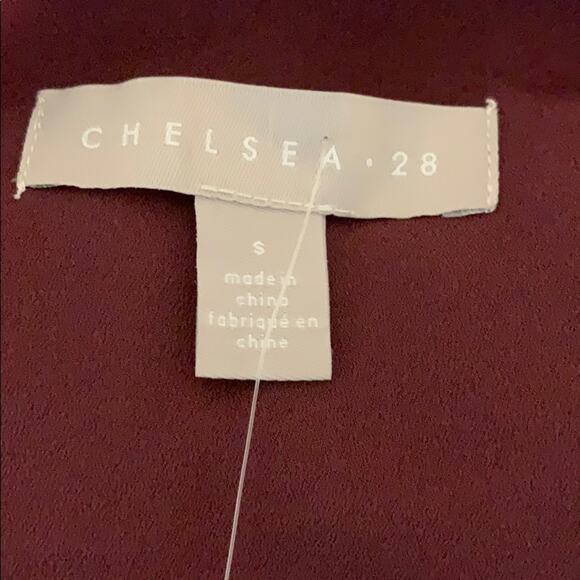 CHELSEA · 28
S
made in
china
fabriqué en
chine